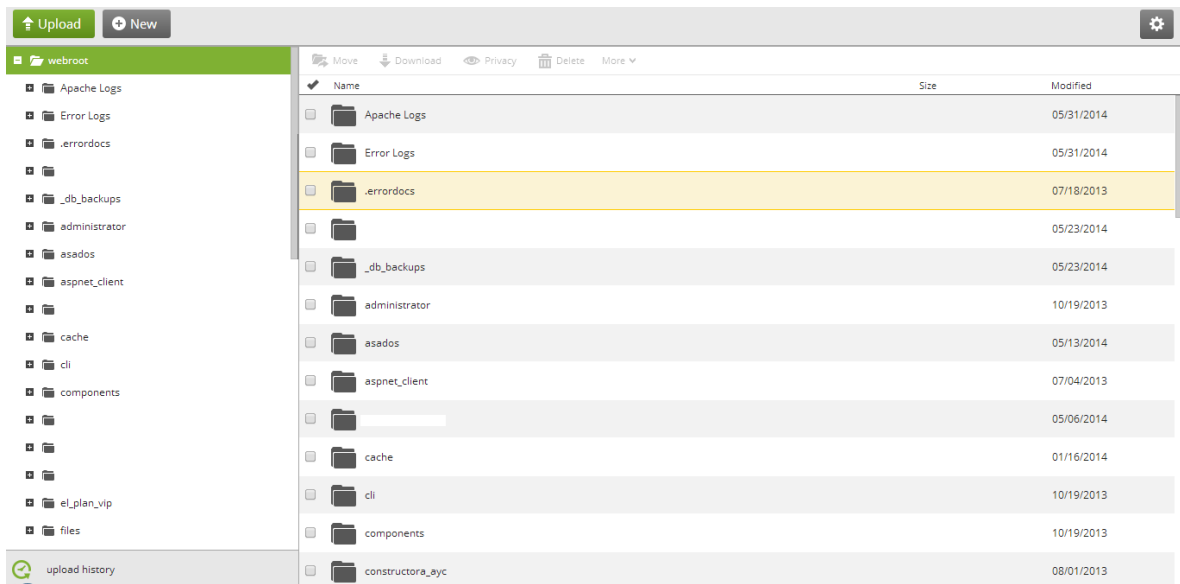 Upload New
webroot
Apache Logs
Error Logs
.errordocs
_db_backups
administrator
asados
aspnet_client
cache
cli
components
el_plan_vip
files
upload history
Move Download Privacy Delete More
Name Size Modified
Apache Logs 05/31/2014
Error Logs 05/31/2014
.errordocs 07/18/2013
05/23/2014
_db_backups 05/23/2014
administrator 10/19/2013
asados 05/13/2014
aspnet_client 07/04/2013
05/06/2014
cache 01/16/2014
cli 10/19/2013
components 10/19/2013
constructora_ayc 08/01/2013